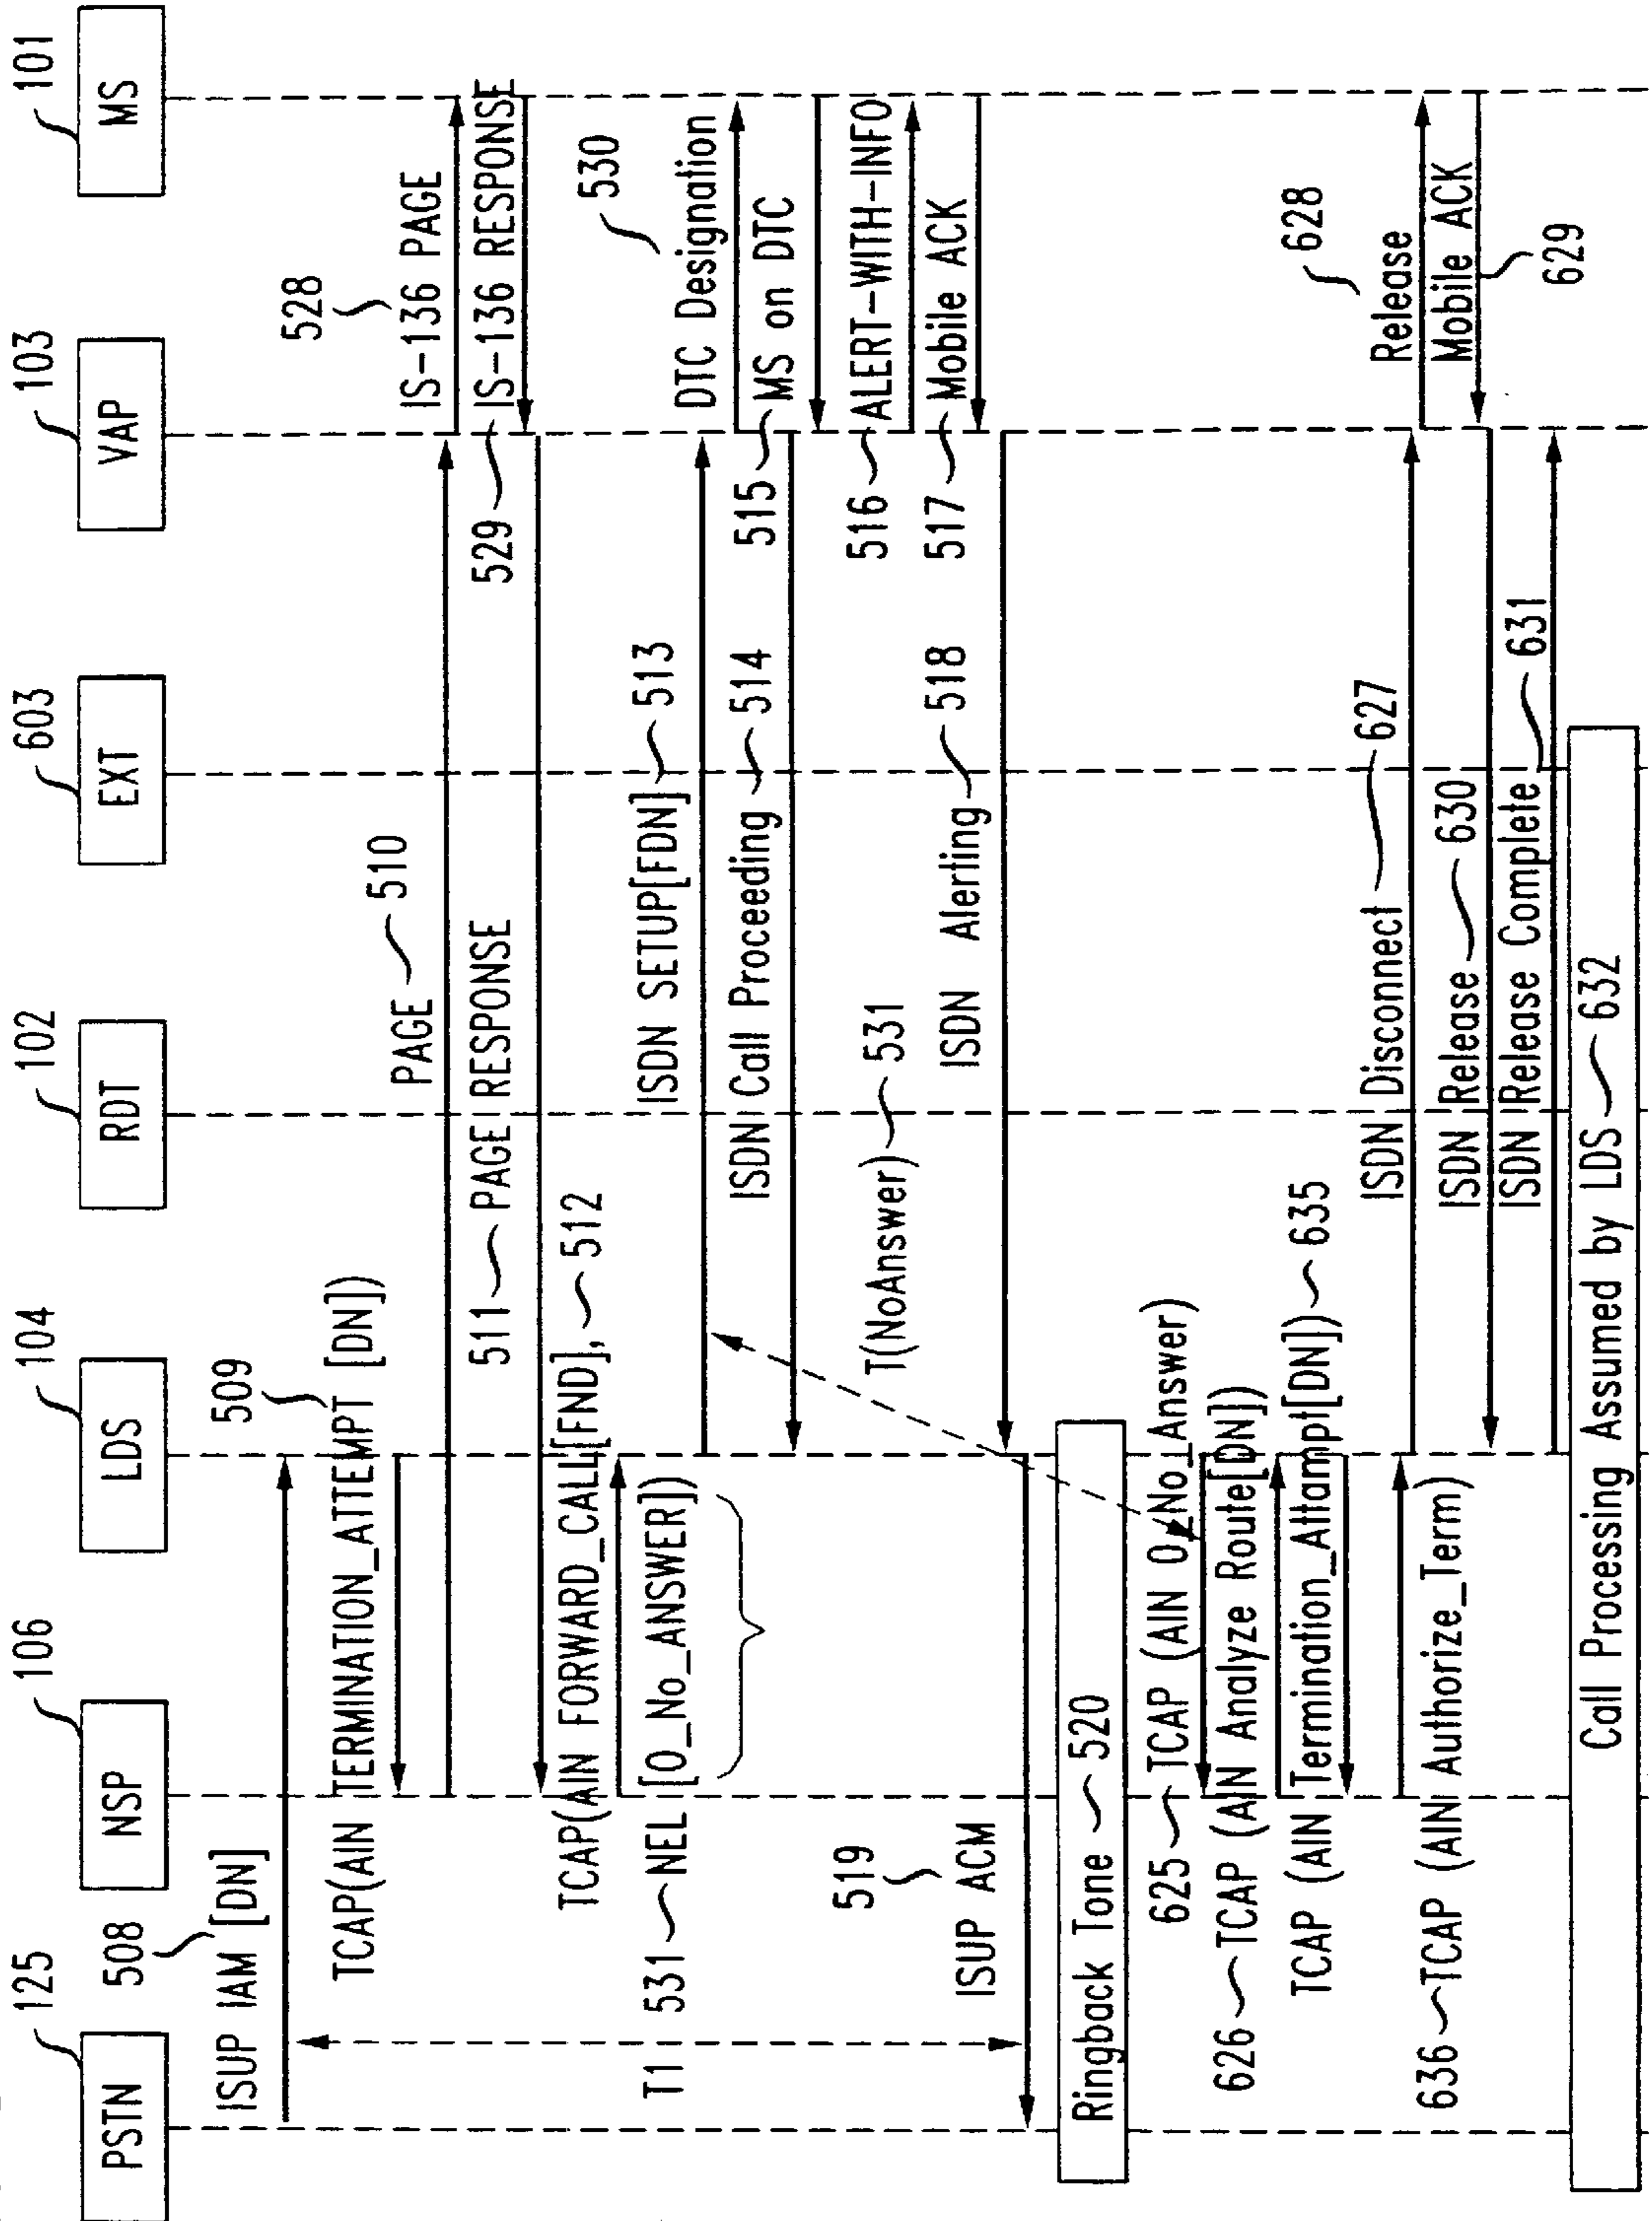 PSTN
125
NSP
106
LDS
104
RDT
102
EXT
603
VAP
103
MS
101
508
ISUP IAM [DN]
509
TCAP(AIN TERMINATION_ATTEMPT [DN])
PAGE 510
528
IS-136 PAGE
529 IS-136 RESPONSE
511 PAGE RESPONSE
TCAP(AIN FORWARD_CALL[FND], 512
531 NEL [O_No_ANSWER])
T1
ISDN SETUP[FDN] 513
530
DTC Designation
515 MS on DTC
ISDN Call Proceeding 514
516 ALERT-WITH-INFO
517 Mobile ACK
T(NoAnswer) 531
ISDN Alerting 518
519
ISUP ACM
Ringback Tone 520
625 TCAP (AIN O_No_Answer)
626 TCAP (AIN Analyze Route[DN])
TCAP (AIN Termination_Attampt[DN]) 635
636 TCAP (AIN Authorize_Term)
ISDN Disconnect 627
628
Release
Mobile ACK
629
ISDN Release 630
ISDN Release Complete 631
Call Processing Assumed by LDS 632